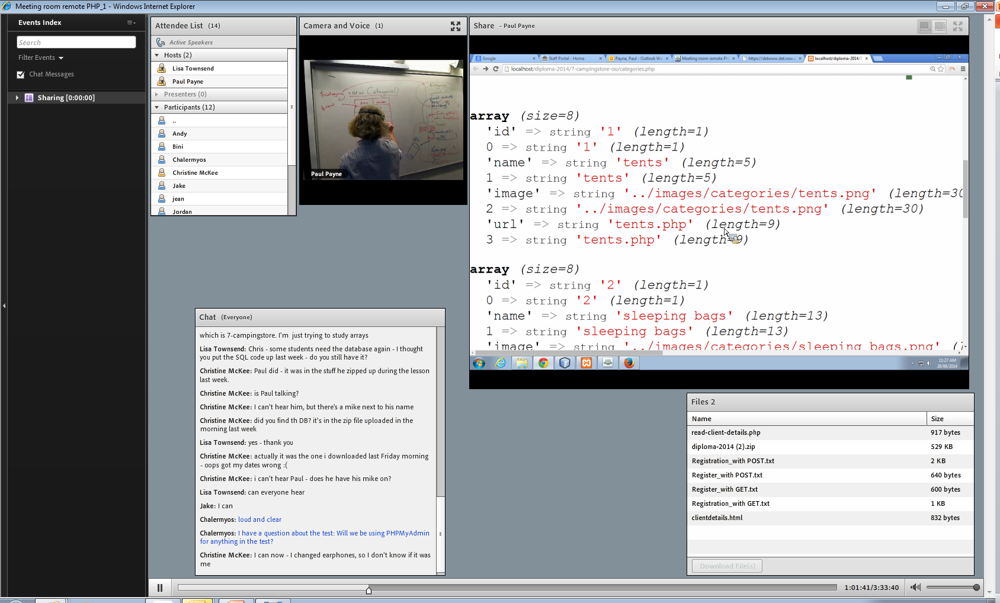 Meeting room remote PHP_1 - Windows Internet Explorer
Events Index
Search
Filter Events
Chat Messages
Sharing [0:00:00]
Attendee List (14)
Active Speakers
Hosts (2)
Lisa Townsend
Paul Payne
Presenters (0)
Participants (12)
..
Andy
Bini
Chalermyos
Christine McKee
Jake
jean
Jordan
Camera and Voice (1)
$category = new Categories()
Paul Payne
Share - Paul Payne
Google
Staff Portal - Home
Payne, Paul - Outlook We
Meeting room remote PH
https://detwww.det.nsw.c
localhost/diploma-2014/7
localhost/diploma-2014/7-campingstore-oo/categories.php
array (size=8)
'id' => string '1' (length=1)
0 => string '1' (length=1)
'name' => string 'tents' (length=5)
1 => string 'tents' (length=5)
'image' => string '../images/categories/tents.png' (length=30
2 => string '../images/categories/tents.png' (length=30)
'url' => string 'tents.php' (length=9)
3 => string 'tents.php' (length=9)
array (size=8)
'id' => string '2' (length=1)
0 => string '2' (length=1)
'name' => string 'sleeping bags' (length=13)
1 => string 'sleeping bags' (length=13)
'image' => string '../images/categories/sleeping bags.png' (l
11:27 AM
28/08/2014
Chat (Everyone)
which is 7-campingstore. I'm just trying to study arrays
Lisa Townsend: Chris - some students need the database again - I thought
you put the SQL code up last week - do you still have it?
Christine McKee: Paul did - it was in the stuff he zipped up during the lesson
last week.
Christine McKee: is Paul talking?
Christine McKee: I can't hear him, but there's a mike next to his name
Christine McKee: did you find th DB? it's in the zip file uploaded in the
morning last week
Lisa Townsend: yes - thank you
Christine McKee: actually it was the one i downloaded last Friday morning
- oops got my dates wrong :(
Christine McKee: i can't hear Paul - does he have his mike on?
Lisa Townsend: can everyone hear
Jake: I can
Chalermyos: loud and clear
Chalermyos: I have a question about the test: Will we be using PHPMyAdmin
for anything in the test?
Christine McKee: I can now - I changed earphones, so I don't know if it was
me
Files 2
Name Size
read-client-details.php 917 bytes
diploma-2014 (2).zip 529 KB
Registration_with POST.txt 2 KB
Register_with POST.txt 640 bytes
Register_with GET.txt 600 bytes
Registration_with GET.txt 1 KB
clientdetails.html 832 bytes
Download File(s)
1:01:41/3:33:40